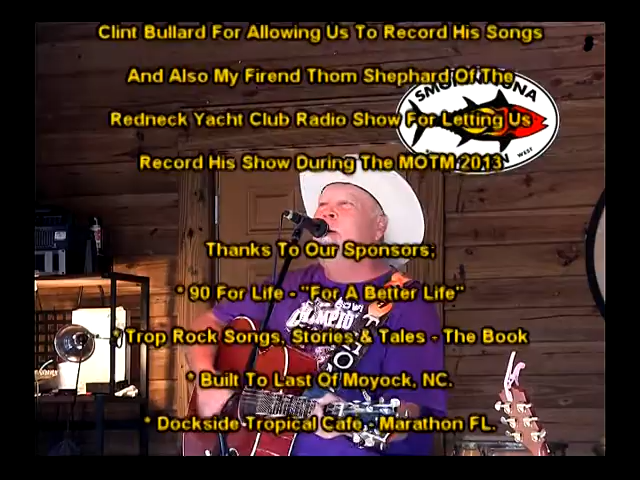 Clint Bullard For Allowing Us To Record His Songs
And Also My Firend Thom Shephard Of The
Redneck Yacht Club Radio Show For Letting Us
Record His Show During The MOTM 2013
Thanks To Our Sponsors;
* 90 For Life - "For A Better Life"
* Trop Rock Songs, Stories & Tales - The Book
* Built To Last Of Moyock, NC.
* Dockside Tropical Cafe - Marathon FL.